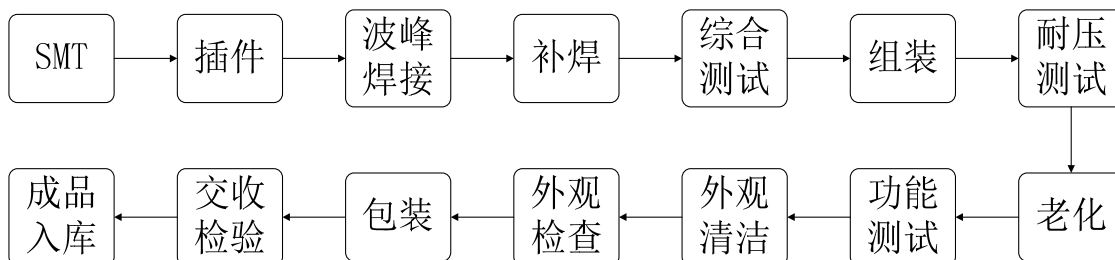 SMT
插件
波峰
焊接
补焊
综合
测试
组装
耐压
测试
老化
功能
测试
外观
清洁
外观
检查
包装
交收
检验
成品
入库